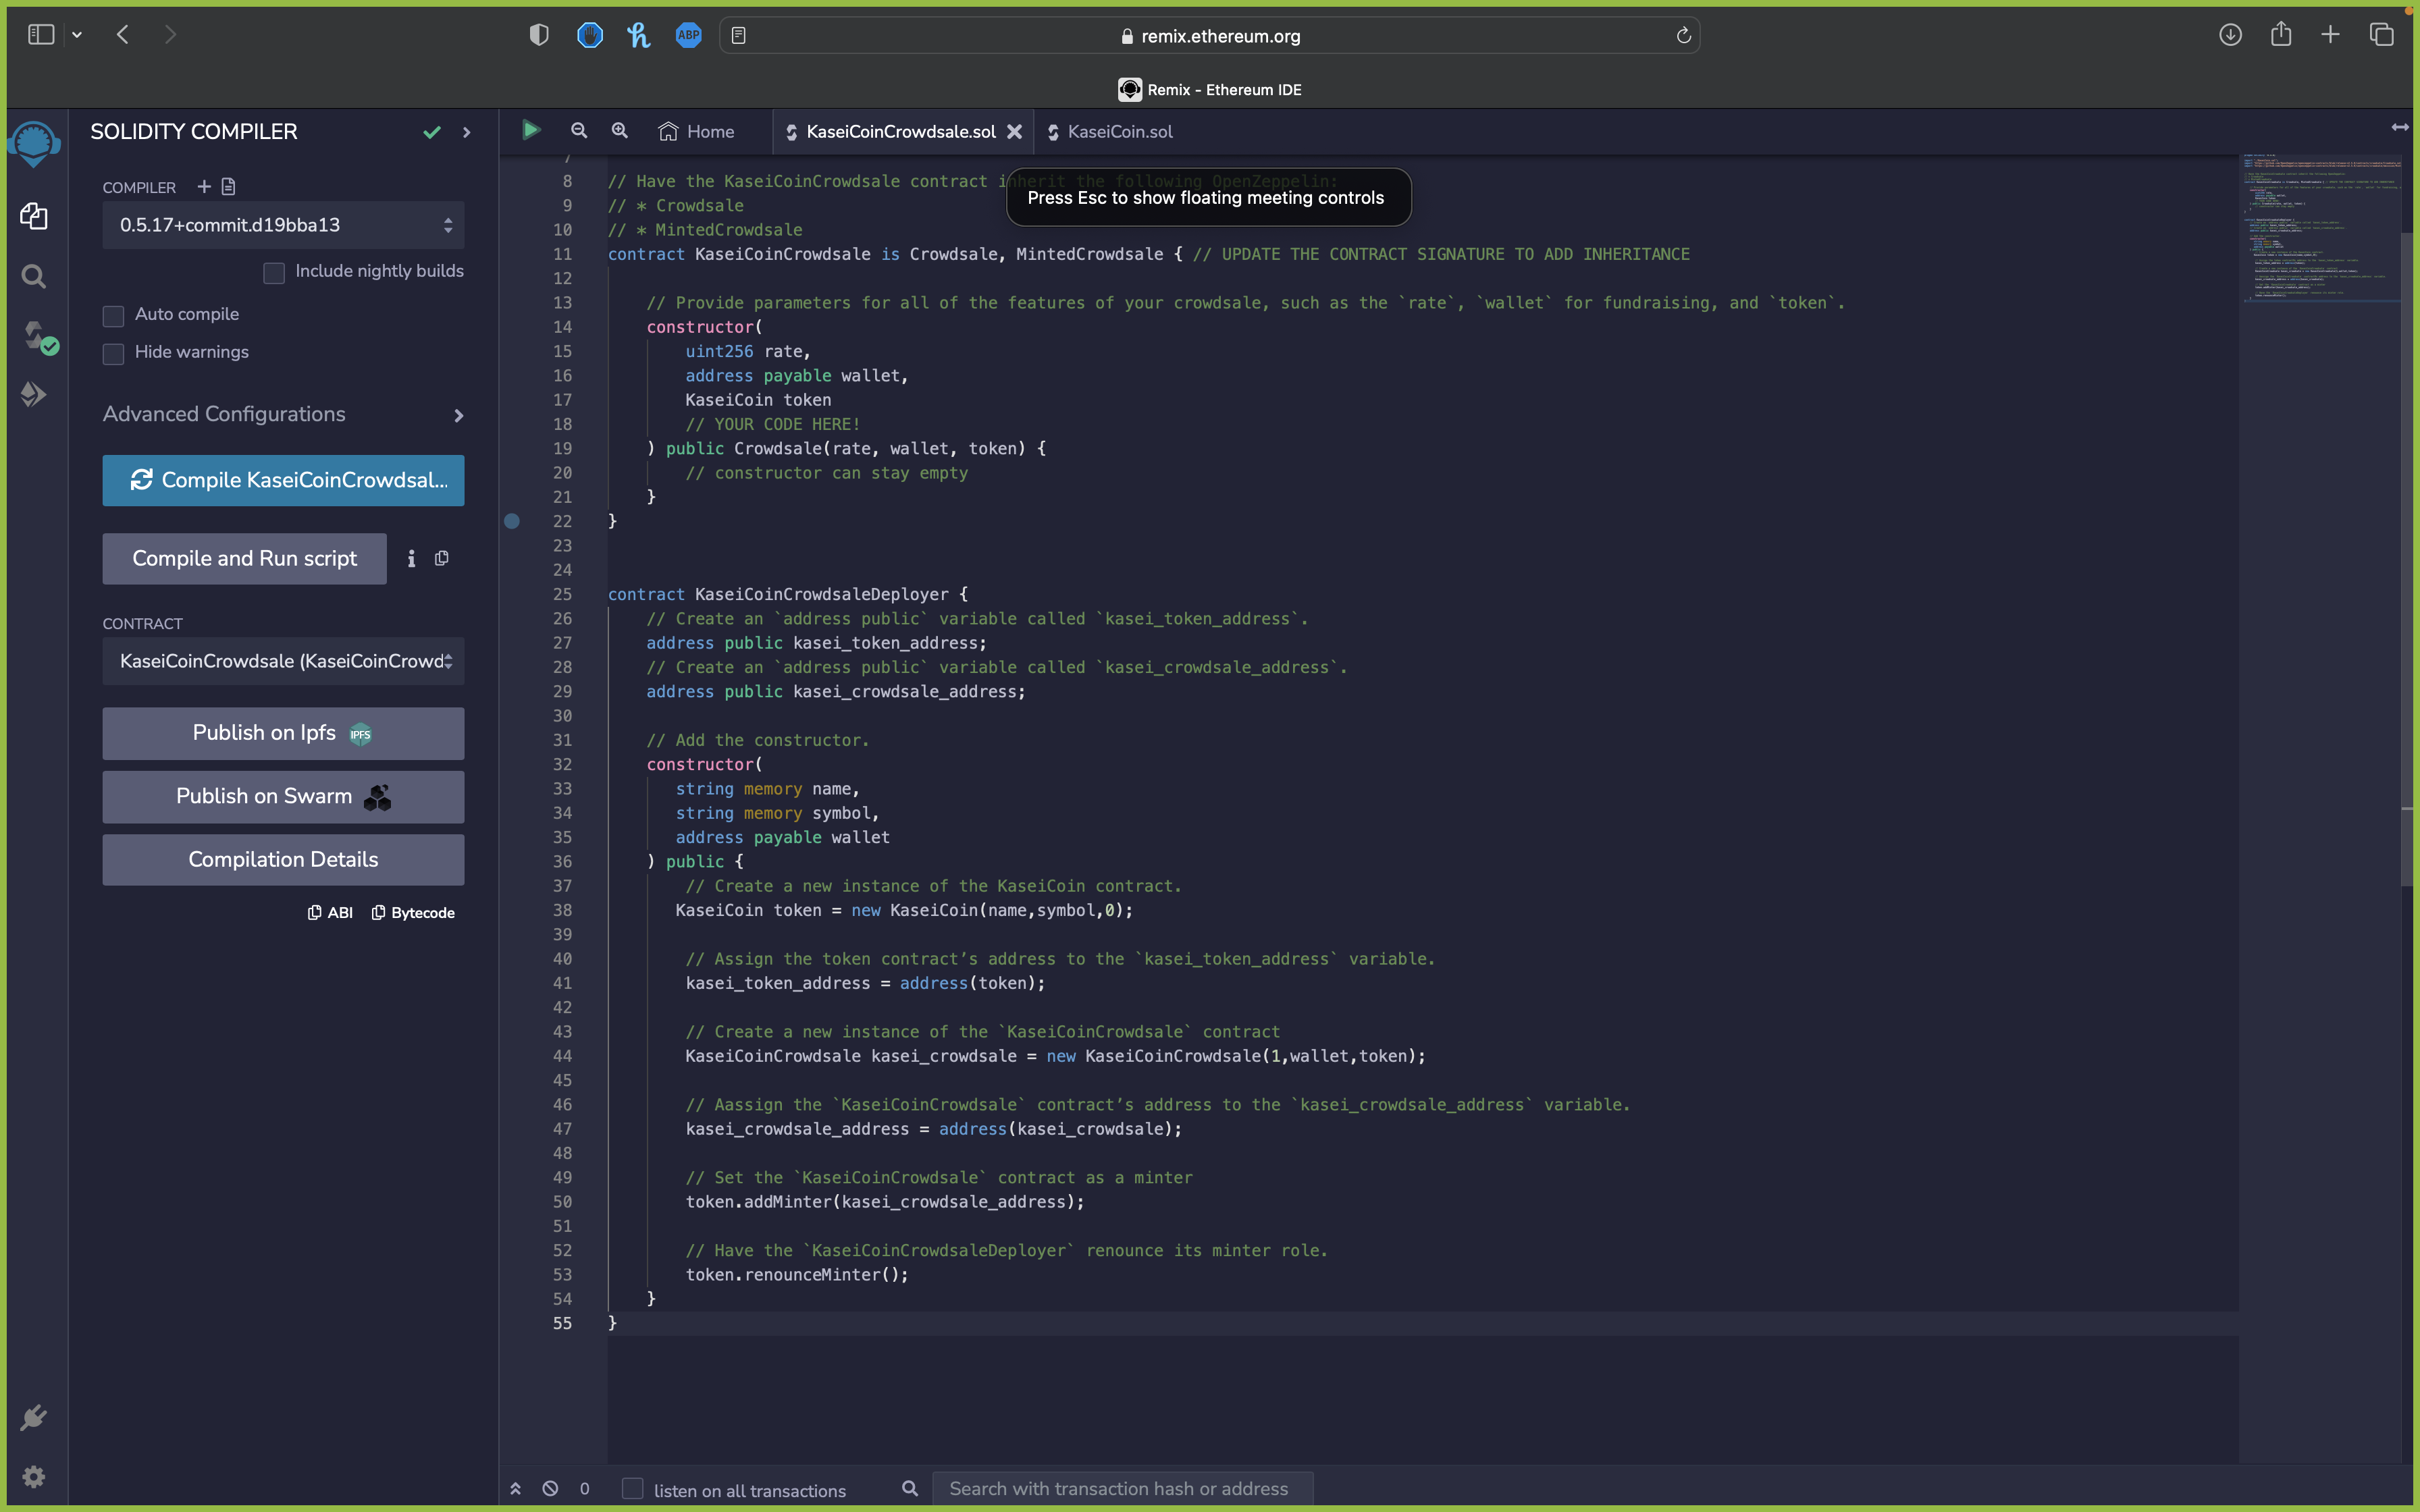 ABP
remix.ethereum.org
Remix - Ethereum IDE
SOLIDITY COMPILER
Home
KaseiCoinCrowdsale.sol
KaseiCoin.sol
Press Esc to show floating meeting controls
COMPILER
0.5.17+commit.d19bba13
Include nightly builds
Auto compile
Hide warnings
Advanced Configurations
Compile KaseiCoinCrowdsal...
Compile and Run script
CONTRACT
KaseiCoinCrowdsale (KaseiCoinCrowd
Publish on Ipfs IPFS
Publish on Swarm
Compilation Details
ABI Bytecode
7
8 // Have the KaseiCoinCrowdsale contract inherit the following OpenZeppelin:
9 // * Crowdsale
10 // * MintedCrowdsale
11 contract KaseiCoinCrowdsale is Crowdsale, MintedCrowdsale { // UPDATE THE CONTRACT SIGNATURE TO ADD INHERITANCE
12
13 // Provide parameters for all of the features of your crowdsale, such as the `rate`, `wallet` for fundraising, and `token`.
14 constructor(
15 uint256 rate,
16 address payable wallet,
17 KaseiCoin token
18 // YOUR CODE HERE!
19 ) public Crowdsale(rate, wallet, token) {
20 // constructor can stay empty
21 }
22 }
23
24
25 contract KaseiCoinCrowdsaleDeployer {
26 // Create an `address public` variable called `kasei_token_address`.
27 address public kasei_token_address;
28 // Create an `address public` variable called `kasei_crowdsale_address`.
29 address public kasei_crowdsale_address;
30
31 // Add the constructor.
32 constructor(
33 string memory name,
34 string memory symbol,
35 address payable wallet
36 ) public {
37 // Create a new instance of the KaseiCoin contract.
38 KaseiCoin token = new KaseiCoin(name,symbol,0);
39
40 // Assign the token contract’s address to the `kasei_token_address` variable.
41 kasei_token_address = address(token);
42
43 // Create a new instance of the `KaseiCoinCrowdsale` contract
44 KaseiCoinCrowdsale kasei_crowdsale = new KaseiCoinCrowdsale(1,wallet,token);
45
46 // Aassign the `KaseiCoinCrowdsale` contract’s address to the `kasei_crowdsale_address` variable.
47 kasei_crowdsale_address = address(kasei_crowdsale);
48
49 // Set the `KaseiCoinCrowdsale` contract as a minter
50 token.addMinter(kasei_crowdsale_address);
51
52 // Have the `KaseiCoinCrowdsaleDeployer` renounce its minter role.
53 token.renounceMinter();
54 }
55 }
0 listen on all transactions Search with transaction hash or address